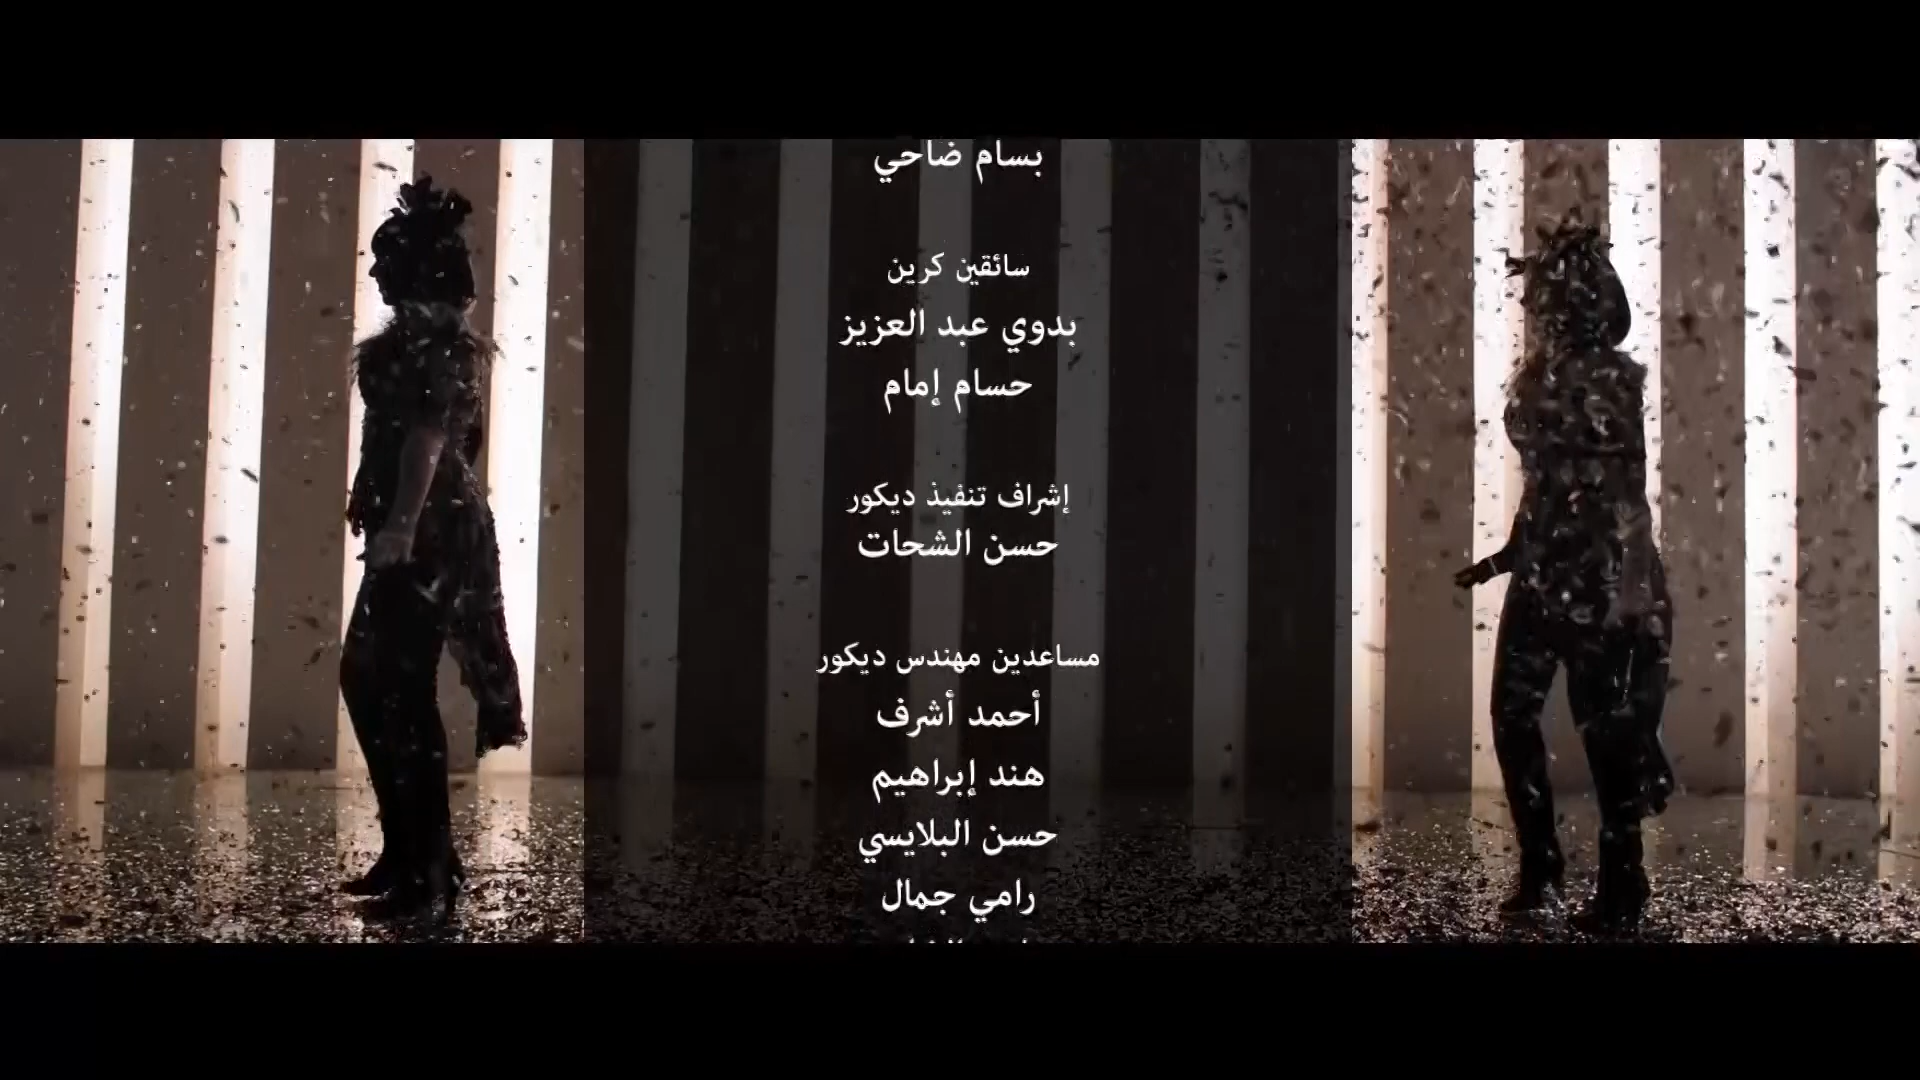 بسام ضاحي
سائقين كرين
بدوي عبد العزيز
حسام إمام
إشراف تنفيذ ديكور
حسن الشحات
مساعدين مهندس ديكور
أحمد أشرف
هند إبراهيم
حسن البلايسي
رامي جمال